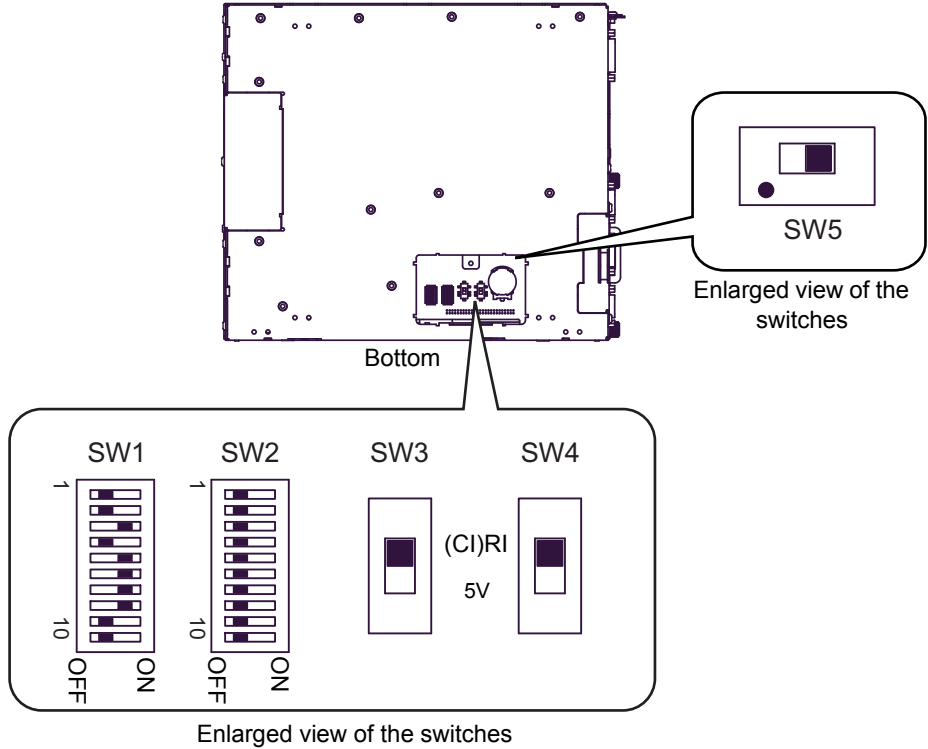 SW5
Enlarged view of the
switches
Bottom
SW1
SW2
SW3
SW4
1
10
OFF
ON
1
10
OFF
ON
(CI)RI
5V
Enlarged view of the switches